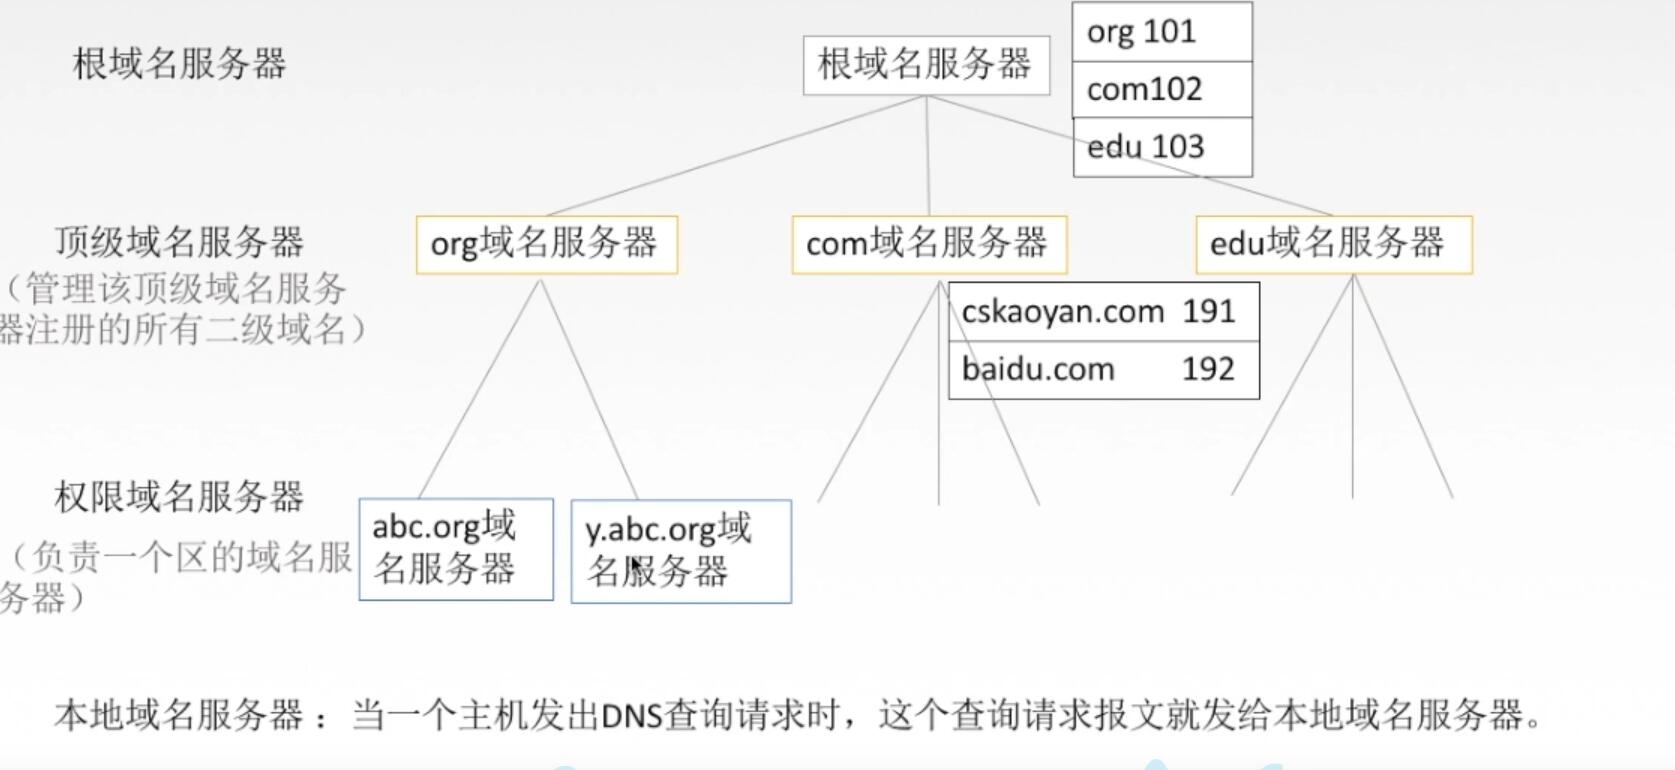 根域名服务器
根域名服务器
org 101
com102
edu 103
顶级域名服务器
（管理该顶级域名服务
器注册的所有二级域名）
org域名服务器
com域名服务器
edu域名服务器
cskaoyan.com 191
baidu.com 192
权限域名服务器
（负责一个区的域名服
务器）
abc.org域
名服务器
y.abc.org域
名服务器
本地域名服务器：当一个主机发出DNS查询请求时，这个查询请求报文就发给本地域名服务器。